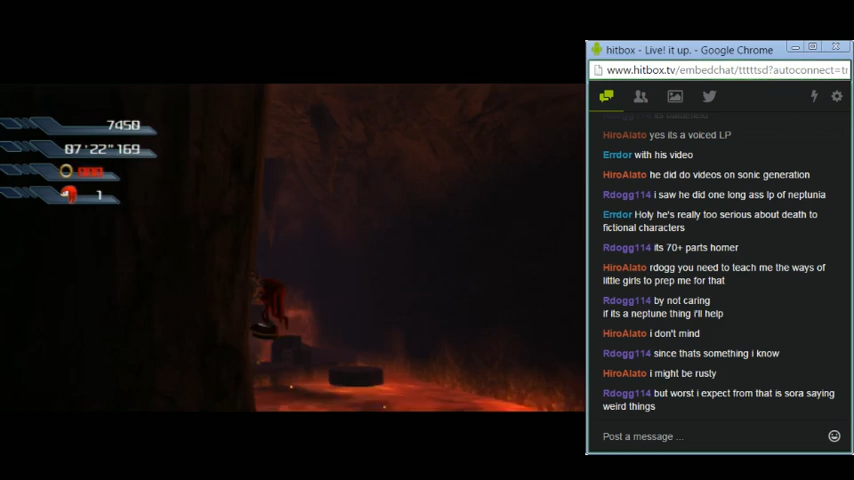 7450
07'22"169
000
1
hitbox - Live! it up. - Google Chrome
www.hitbox.tv/embedchat/tttttsd?autoconnect=tr
HiroAlato yes its a voiced LP
Errdor with his video
HiroAlato he did do videos on sonic generation
Rdogg114 i saw he did one long ass lp of neptunia
Errdor Holy he's really too serious about death to
fictional characters
Rdogg114 its 70+ parts homer
HiroAlato rdogg you need to teach me the ways of
little girls to prep me for that
Rdogg114 by not caring
if its a neptune thing i'll help
HiroAlato i don't mind
Rdogg114 since thats something i know
HiroAlato i might be rusty
Rdogg114 but worst i expect from that is sora saying
weird things
Post a message ...